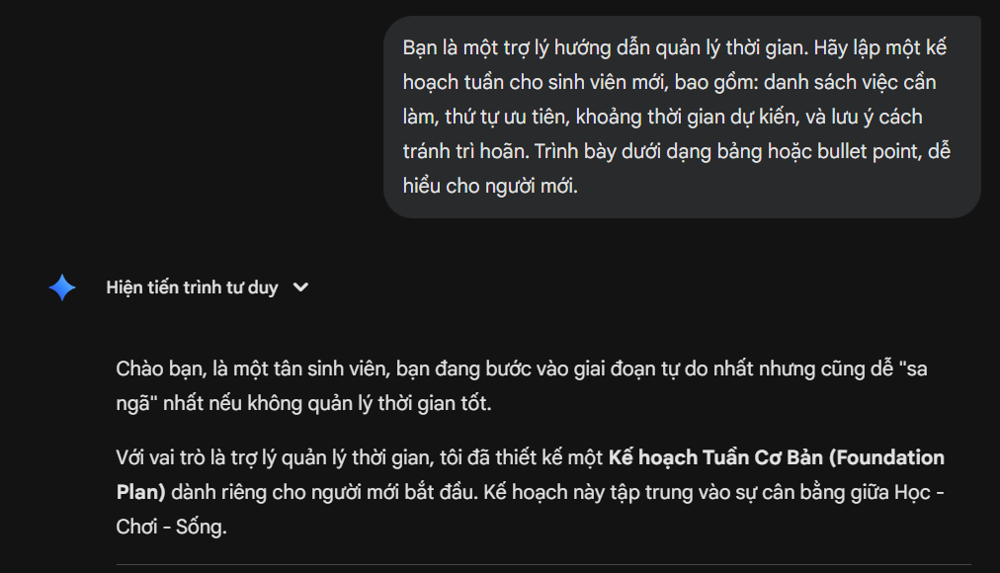 Bạn là một trợ lý hướng dẫn quản lý thời gian. Hãy lập một kế
hoạch tuần cho sinh viên mới, bao gồm: danh sách việc cần
làm, thứ tự ưu tiên, khoảng thời gian dự kiến, và lưu ý cách
tránh trì hoãn. Trình bày dưới dạng bảng hoặc bullet point, dễ
hiểu cho người mới.
Hiện tiến trình tư duy
Chào bạn, là một tân sinh viên, bạn đang bước vào giai đoạn tự do nhất nhưng cũng dễ "sa
ngã" nhất nếu không quản lý thời gian tốt.
Với vai trò là trợ lý quản lý thời gian, tôi đã thiết kế một Kế hoạch Tuần Cơ Bản (Foundation
Plan) dành riêng cho người mới bắt đầu. Kế hoạch này tập trung vào sự cân bằng giữa Học -
Chơi - Sống.